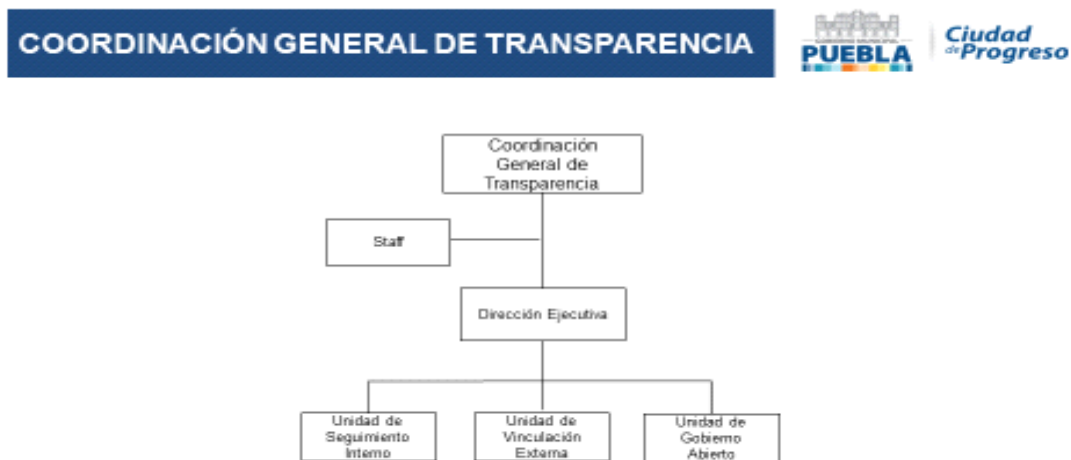 COORDINACIÓN GENERAL DE TRANSPARENCIA
PUEBLA
Ciudad
de Progreso
Coordinación
General de
Transparencia
Staff
Dirección Ejecutiva
Unidad de
Seguimiento
Interno
Unidad de
Vinculación
Externa
Unidad de
Gobierno
Abierto